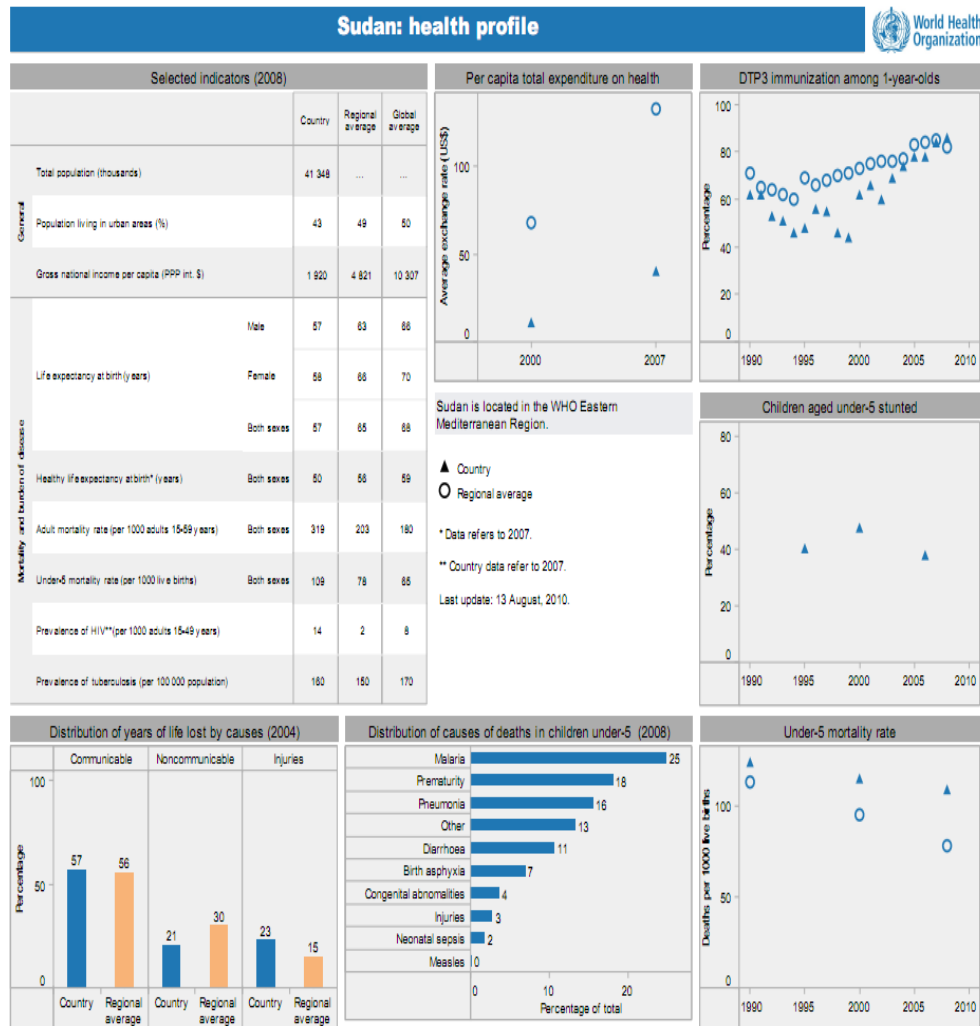 Sudan: health profile
World Health
Organization
Selected indicators (2008)
Country
Regional
average
Global
average
General
Total population (thousands) 41 348 ... ...
Population living in urban areas (%) 43 49 50
Gross national income per capita (PPP int. $) 1 920 4 821 10 307
Mortality and burden of disease
Life expectancy at birth (years)
Male 57 63 66
Female 58 66 70
Both sexes 57 65 68
Healthy life expectancy at birth* (years) Both sexes 50 56 59
Adult mortality rate (per 1000 adults 15-59 years) Both sexes 319 203 180
Under-5 mortality rate (per 1000 live births) Both sexes 109 78 65
Prevalence of HIV** (per 1000 adults 15-49 years) 14 2 8
Prevalence of tuberculosis (per 100 000 population) 160 150 170
Per capita total expenditure on health
Average exchange rate (US$)
100
50
0
2000 2007
Sudan is located in the WHO Eastern
Mediterranean Region.
Country
Regional average
* Data refers to 2007.
** Country data refer to 2007.
Last update: 13 August, 2010.
DTP3 immunization among 1-year-olds
Percentage
100
80
60
40
20
0
1990 1995 2000 2005 2010
Children aged under-5 stunted
Percentage
80
60
40
20
0
1990 1995 2000 2005 2010
Distribution of years of life lost by causes (2004)
Communicable Noncommunicable Injuries
Percentage
100
50
0
57 56 21 30 23 15
Country Regional
average
Country Regional
average
Country Regional
average
Distribution of causes of deaths in children under-5 (2008)
Malaria 25
Prematurity 18
Pneumonia 16
Other 13
Diarrhoea 11
Birth asphyxia 7
Congenital abnomalities 4
Injuries 3
Neonatal sepsis 2
Measles 0
0 10 20
Percentage of total
Under-5 mortality rate
Deaths per 1000 live births
100
50
0
1990 1995 2000 2005 2010